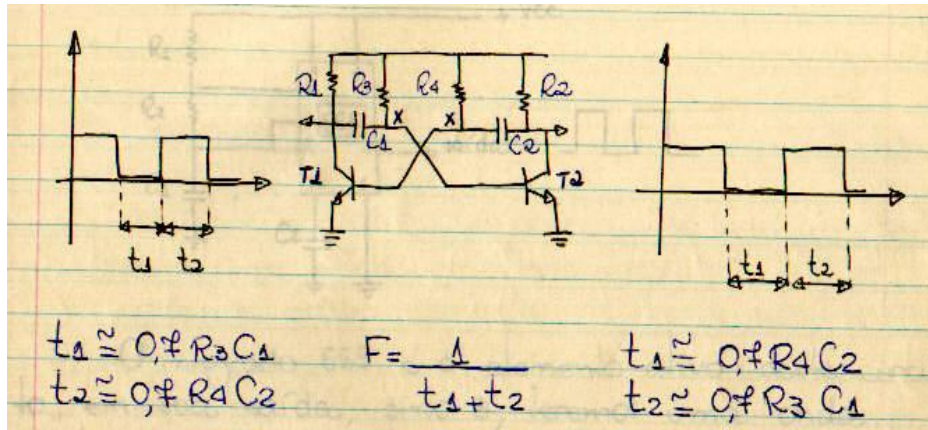 + Vcc
R1 R3 R4 R2
x x
C1 C2
T1 T2
t1 t2
t1 t2
t1 ≅ 0,7 R3 C1
t2 ≅ 0,7 R4 C2
F= 1
t1+t2
t1 ≅ 0,7 R4 C2
t2 ≅ 0,7 R3 C1